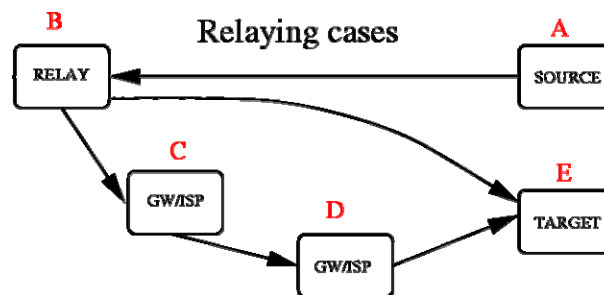 B
Relaying cases
A
RELAY
SOURCE
C
E
GW/ISP
D
TARGET
GW/ISP